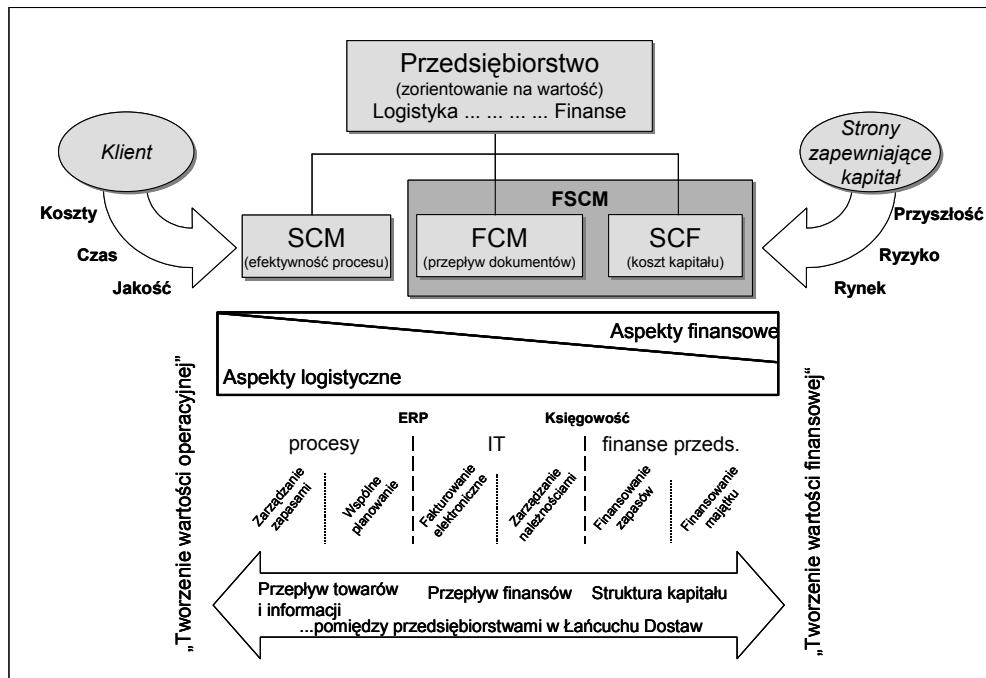 Przedsiębiorstwo
(zorientowanie na wartość)
Logistyka ... ... ... ... Finanse
Klient
Strony
zapewniające
kapitał
Koszty
Czas
Jakość
FSCM
SCM
(efektywność procesu)
FCM
(przepływ dokumentów)
SCF
(koszt kapitału)
Przyszłość
Ryzyko
Rynek
Aspekty finansowe
Aspekty logistyczne
„Tworzenie wartości operacyjnej”
„Tworzenie wartości finansowej”
ERP
Księgowość
procesy
IT
finanse przeds.
Zarządzanie
zapasami
Wspólne
planowanie
Fakturowanie
elektroniczne
Zarządzanie
należnościami
Finansowanie
zapasów
Finansowanie
majątku
Przepływ towarów
i informacji
Przepływ finansów
Struktura kapitału
...pomiędzy przedsiębiorstwami w Łańcuchu Dostaw